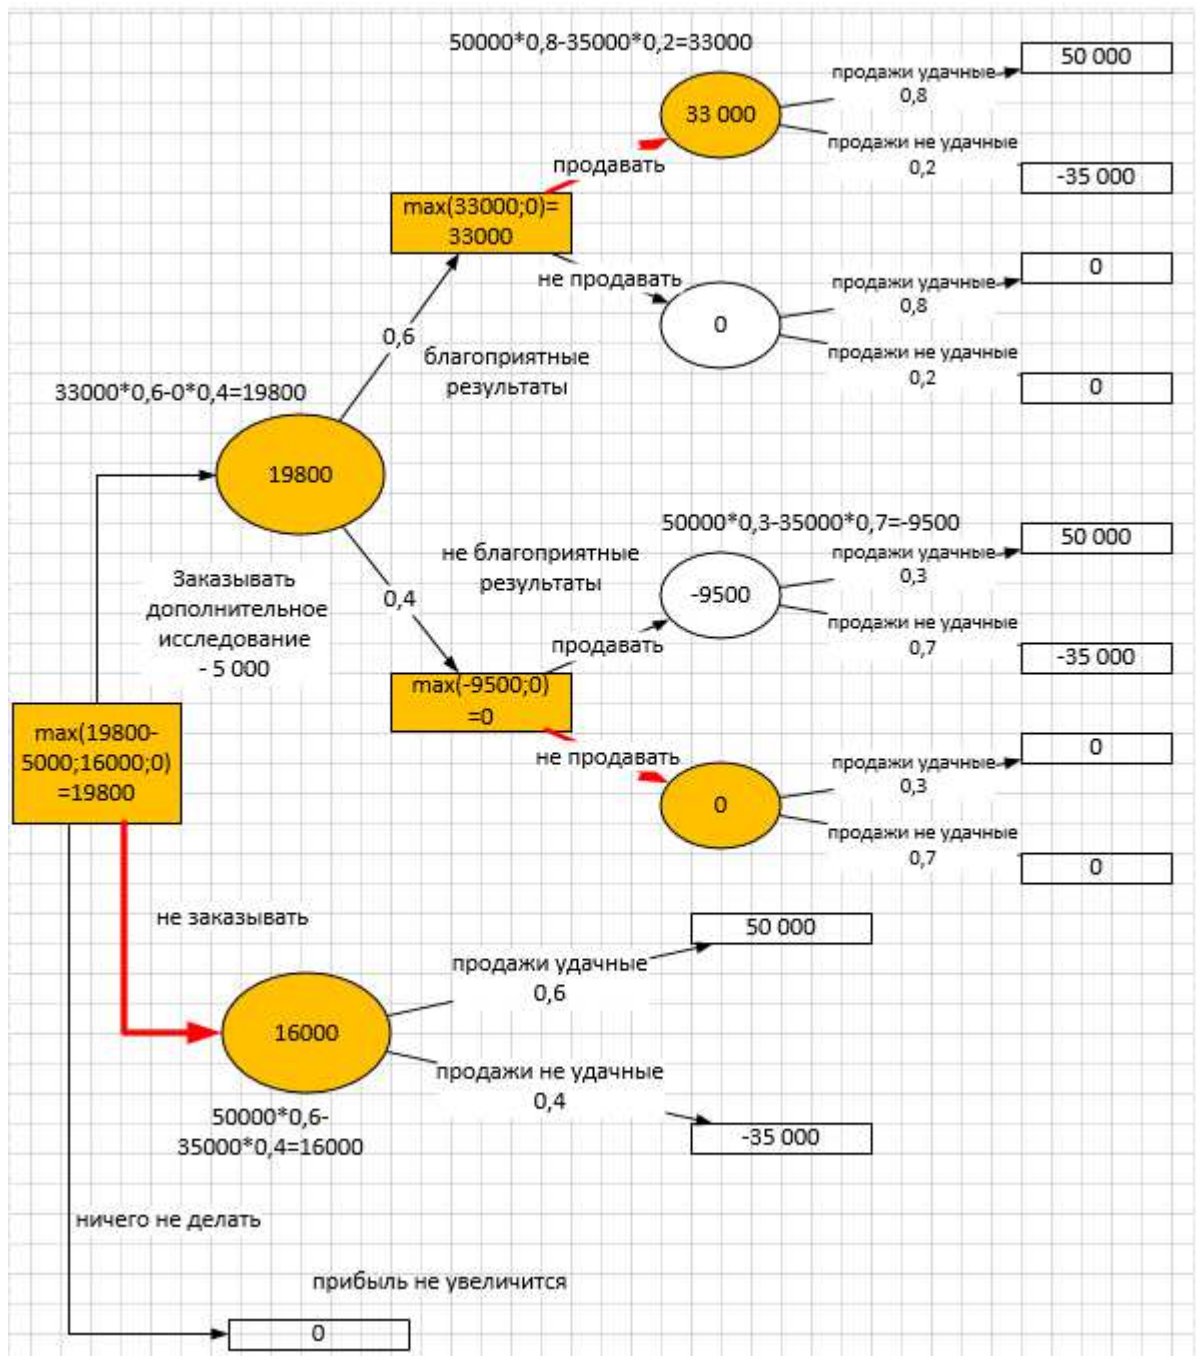 50000*0,8-35000*0,2=33000
50 000
продажи удачные
0,8
33 000
продажи не удачные
0,2
-35 000
продавать
max(33000;0)=
33000
не продавать
0
продажи удачные
0,8
0
продажи не удачные
0,2
0
0,6
благоприятные
результаты
33000*0,6-0*0,4=19800
19800
50000*0,3-35000*0,7=-9500
50 000
продажи удачные
0,3
не благоприятные
результаты
-9500
продажи не удачные
0,7
-35 000
Заказывать
дополнительное
исследование
- 5 000
0,4
продавать
max(-9500;0)
=0
не продавать
0
продажи удачные
0,3
0
продажи не удачные
0,7
0
max(19800-
5000;16000;0)
=19800
не заказывать
50 000
продажи удачные
0,6
16000
продажи не удачные
0,4
-35 000
50000*0,6-
35000*0,4=16000
ничего не делать
прибыль не увеличится
0